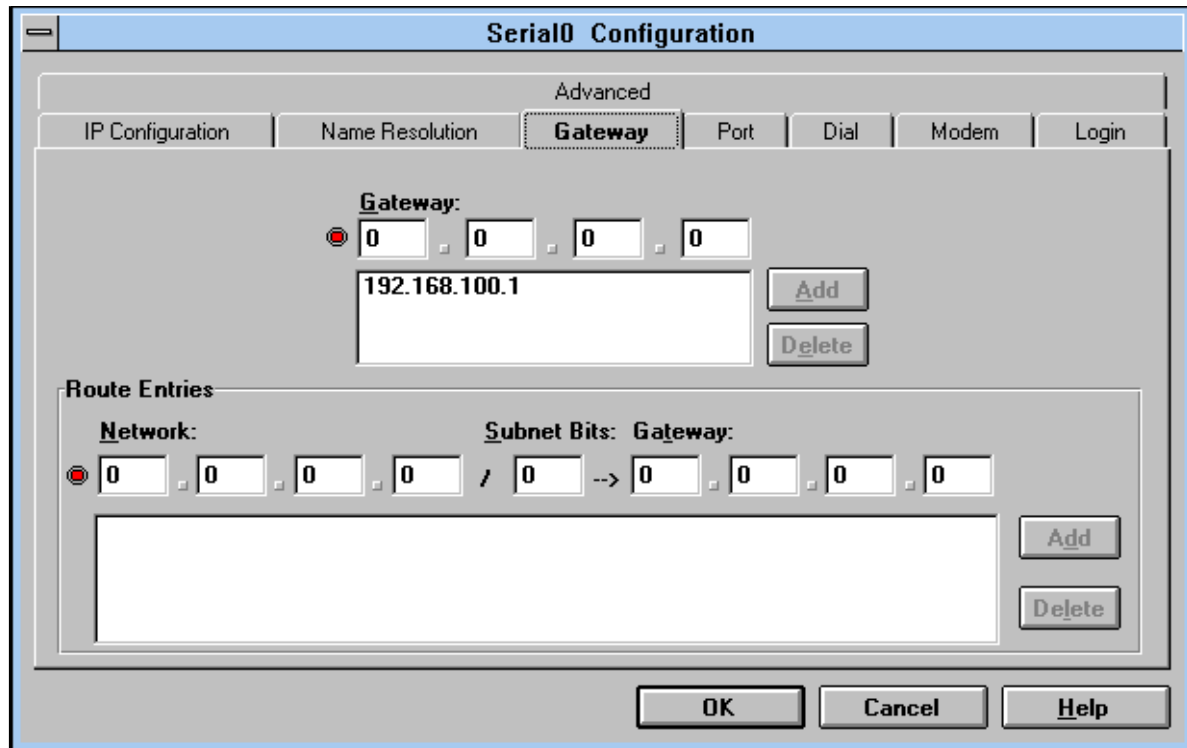 Serial0 Configuration
Advanced
IP Configuration Name Resolution Gateway Port Dial Modem Login
Gateway:
0 . 0 . 0 . 0
192.168.100.1
Add
Delete
Route Entries
Network: Subnet Bits: Gateway:
0 . 0 . 0 . 0 / 0 --> 0 . 0 . 0 . 0
Add
Delete
OK Cancel Help